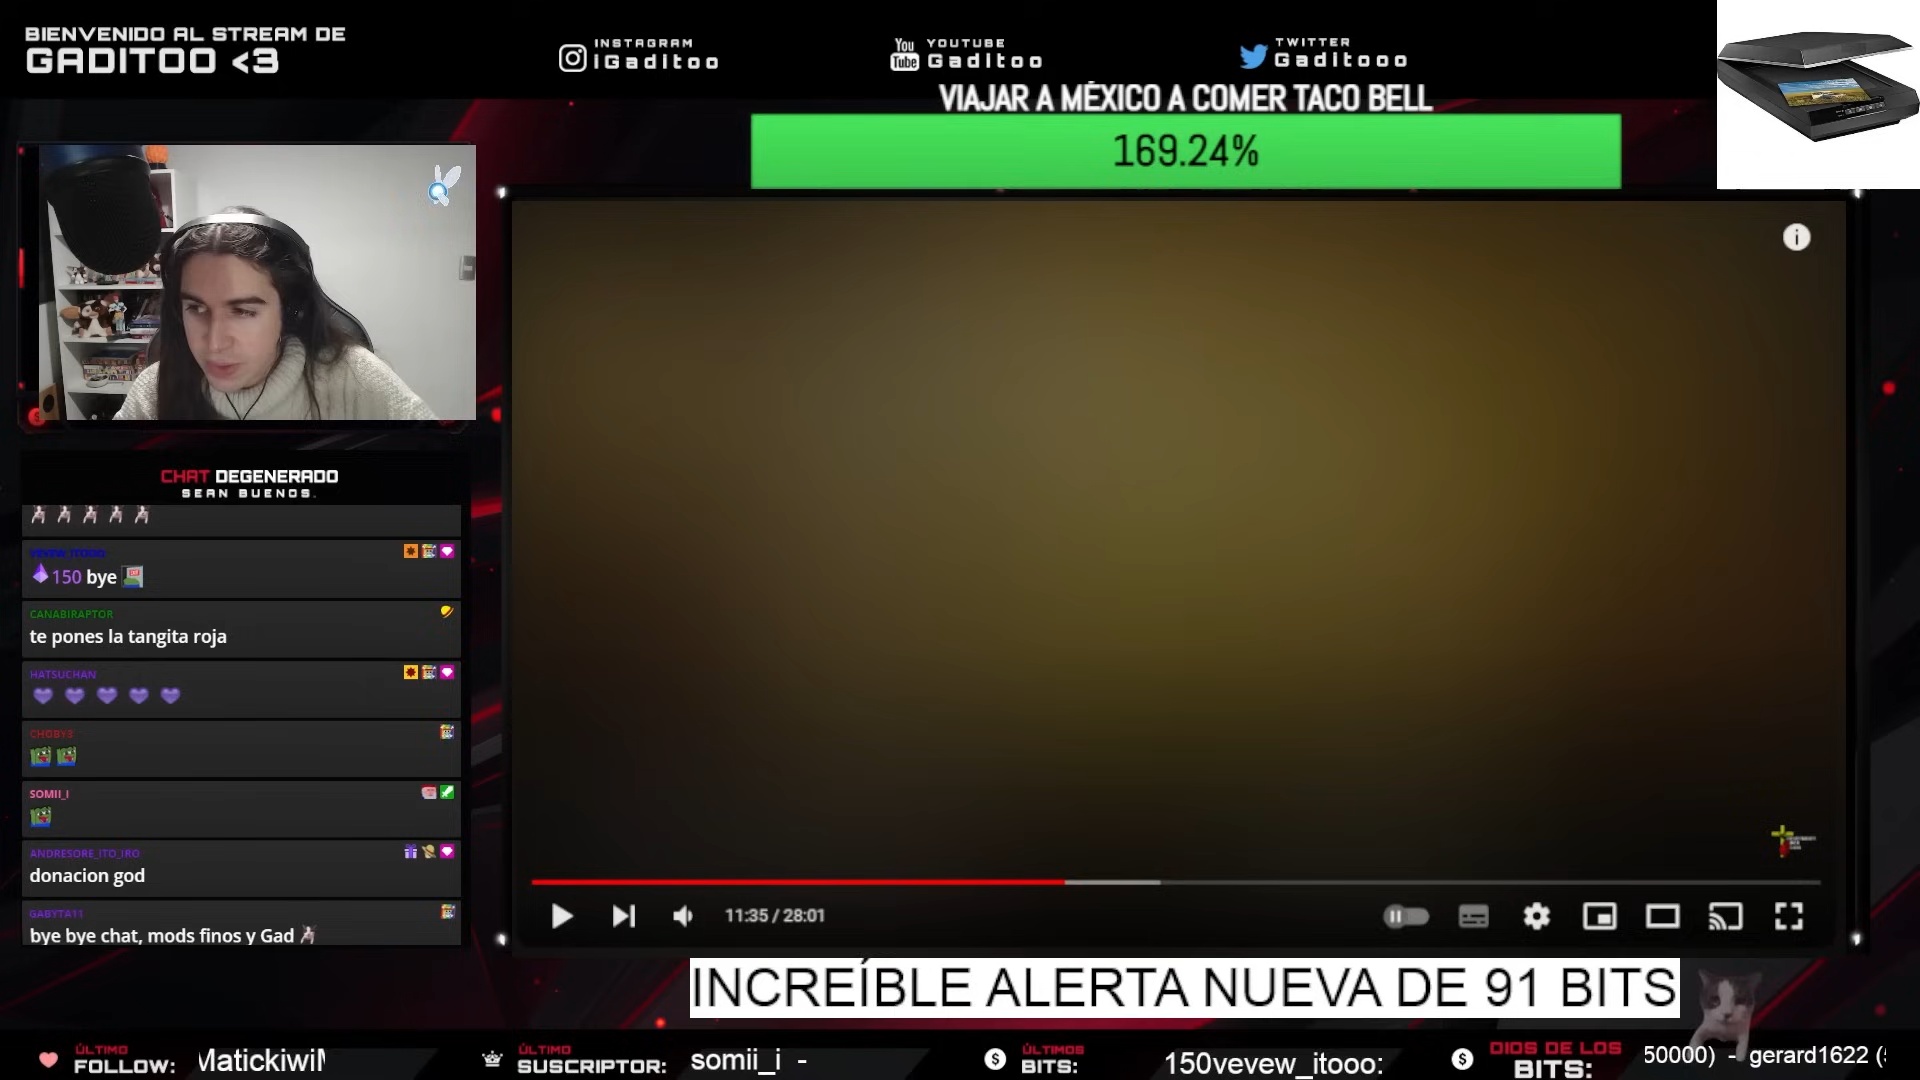 BIENVENIDO AL STREAM DE
GADITOO <3
INSTAGRAM
iGaditoo
You
Tube
YOUTUBE
Gaditoo
TWITTER
Gaditooo
VIAJAR A MÉXICO A COMER TACO BELL
169.24%
CHAT DEGENERADO
SEAN BUENOS.
150 bye
CANABIRAPTOR
te pones la tangita roja
HATSUCHAN
CHOBY3
SOMII_I
ANDRESORE_ITO_IRO
donacion god
GABYTA11
bye bye chat, mods finos y Gad
11:35 / 28:01
INCREÍBLE ALERTA NUEVA DE 91 BITS
ÚLTIMO
FOLLOW:
ÚLTIMO
SUSCRIPTOR: somii_i -
ÚLTIMOS
BITS: 150vevew_itooo:
DIOS DE LOS
BITS: 50000) - gerard1622 (